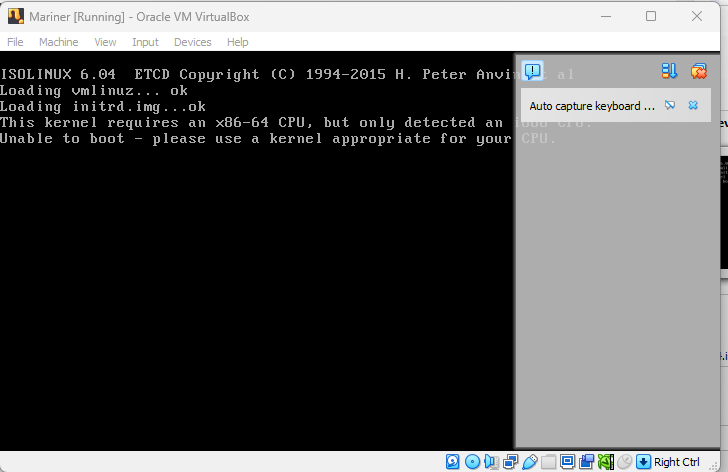 Mariner [Running] - Oracle VM VirtualBox
File Machine View Input Devices Help
ISOLINUX 6.04 ETCD Copyright (C) 1994-2015 H. Peter Anvin et al
Loading vmlinuz... ok
Loading initrd.img...ok
This kernel requires an x86-64 CPU, but only detected an i686 CPU.
Unable to boot - please use a kernel appropriate for your CPU.
Auto capture keyboard ...
Right Ctrl